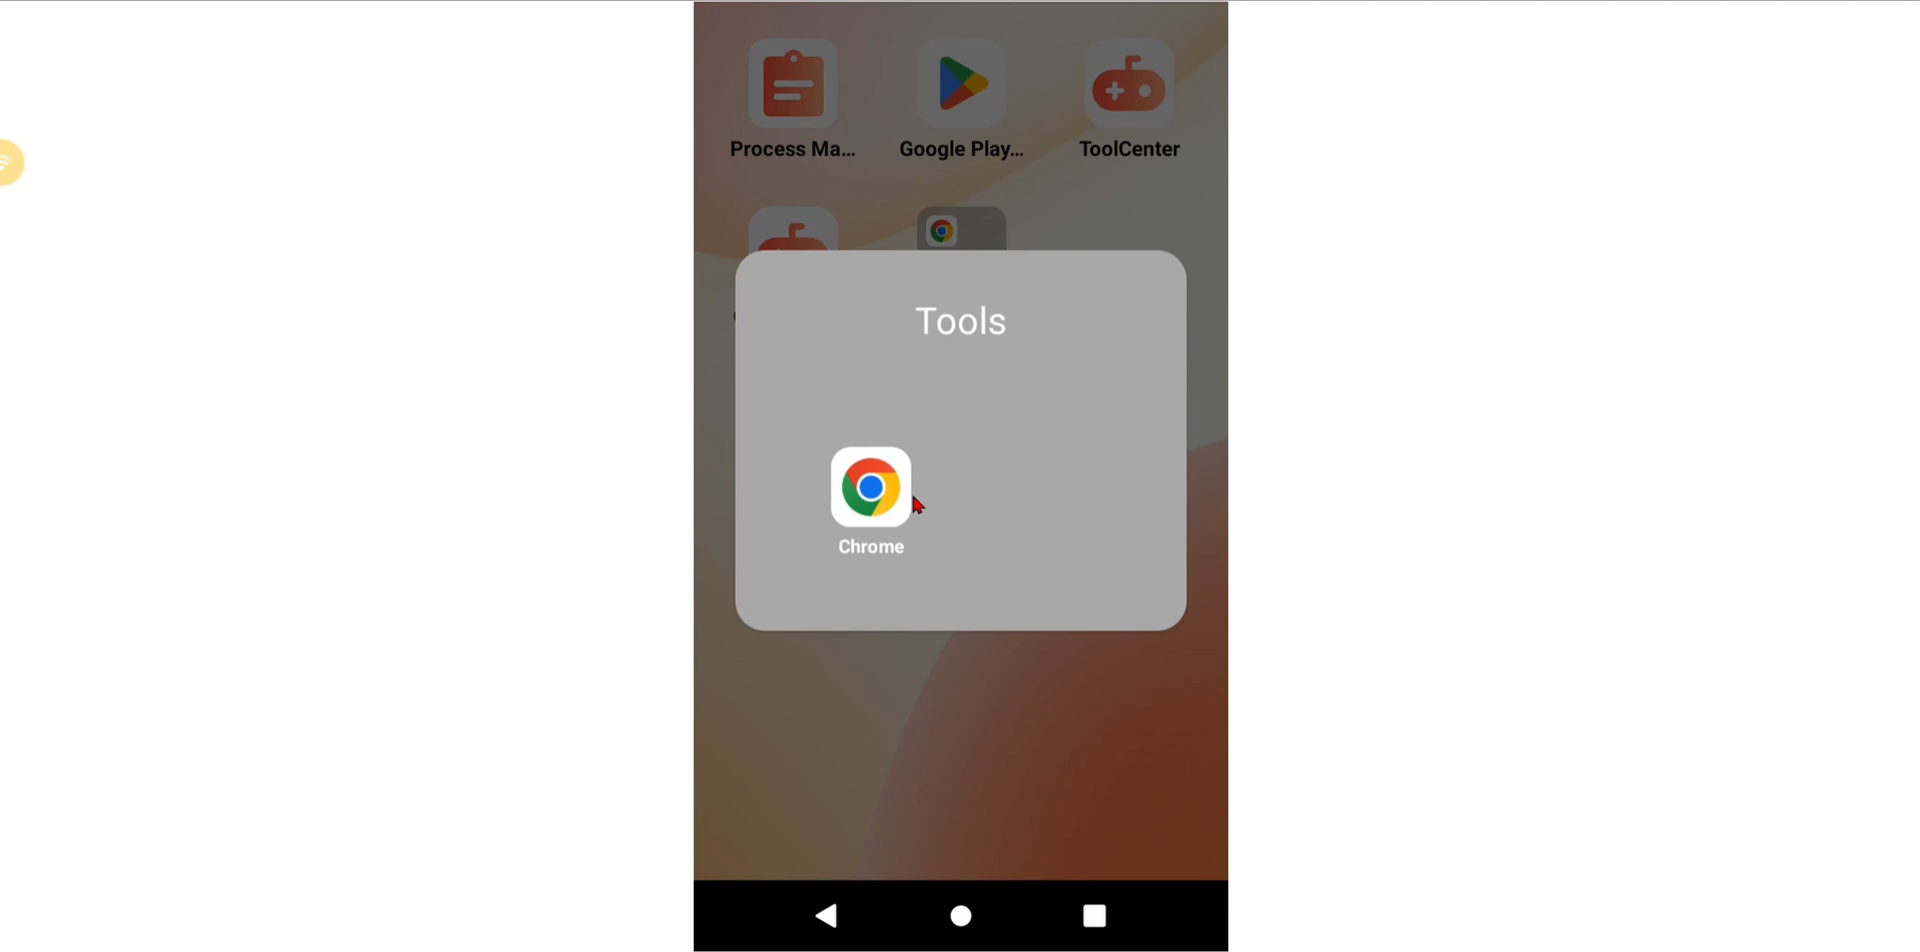 Process Ma...
Google Play...
ToolCenter
Tools
Chrome